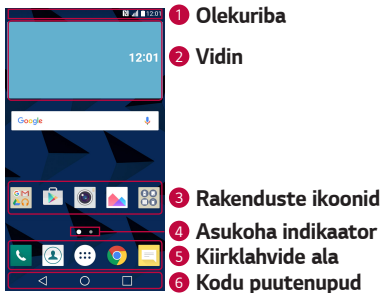 12:01
1 Olekuriba
12:01
2 Vidin
Google
3 Rakenduste ikoonid
4 Asukoha indikaator
5 Kiirklahvide ala
6 Kodu puutenupud